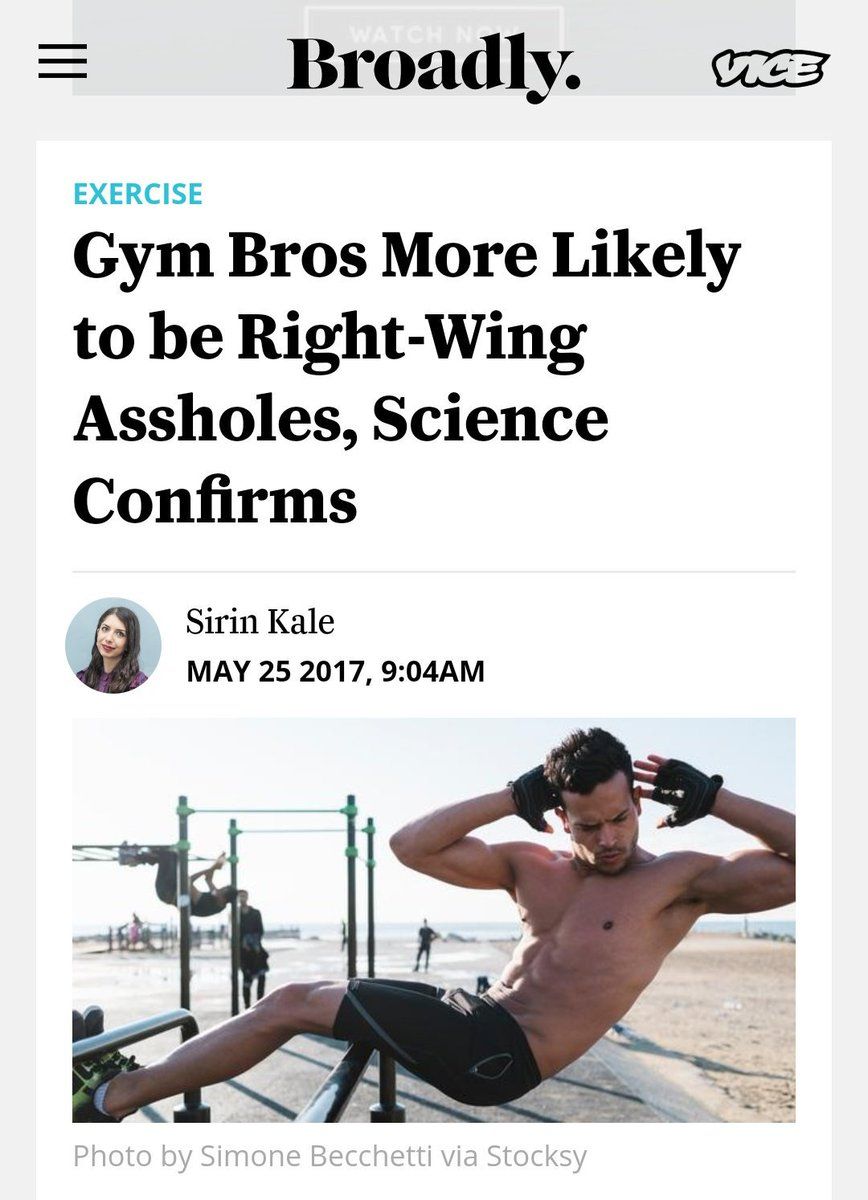 WATCH NOW
Broadly.
VICE
EXERCISE
Gym Bros More Likely
to be Right-Wing
Assholes, Science
Confirms
Sirin Kale
MAY 25 2017, 9:04AM
Photo by Simone Becchetti via Stocksy